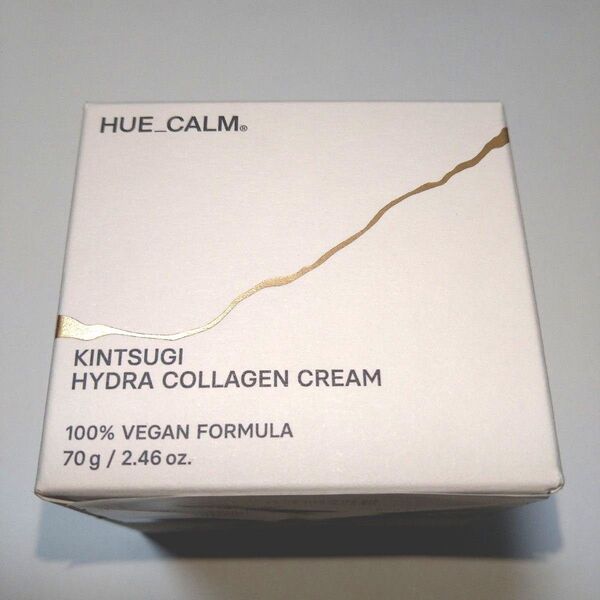 HUE_CALM®
KINTSUGI
HYDRA COLLAGEN CREAM
100% VEGAN FORMULA
70 g / 2.46 oz.